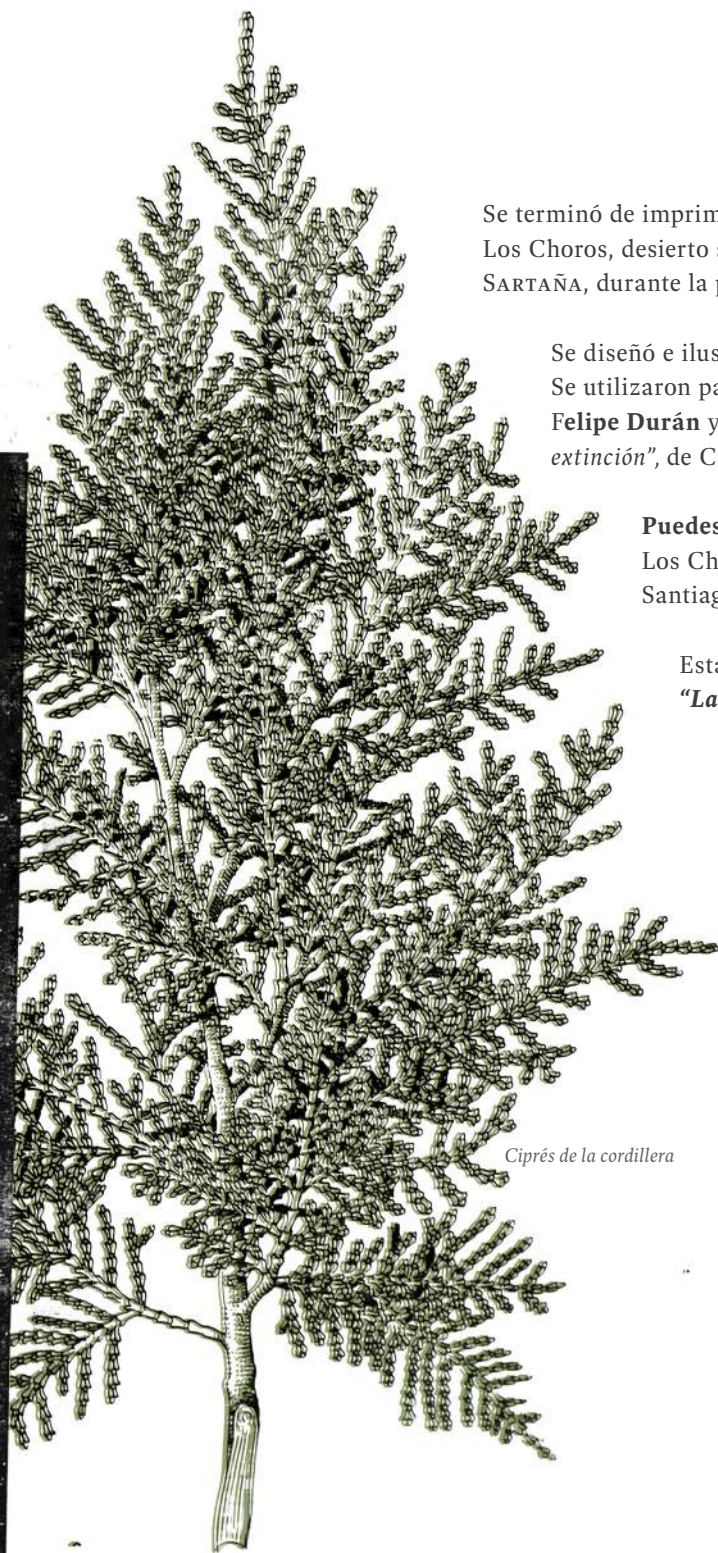 Se terminó de imprim
Los Choros, desierto
SARTAÑA, durante la
Se diseñó e ilus
Se utilizaron pa
Felipe Durán y
extinción”, de C
Puedes
Los Ch
Santiag
Esta
“La
Ciprés de la cordillera